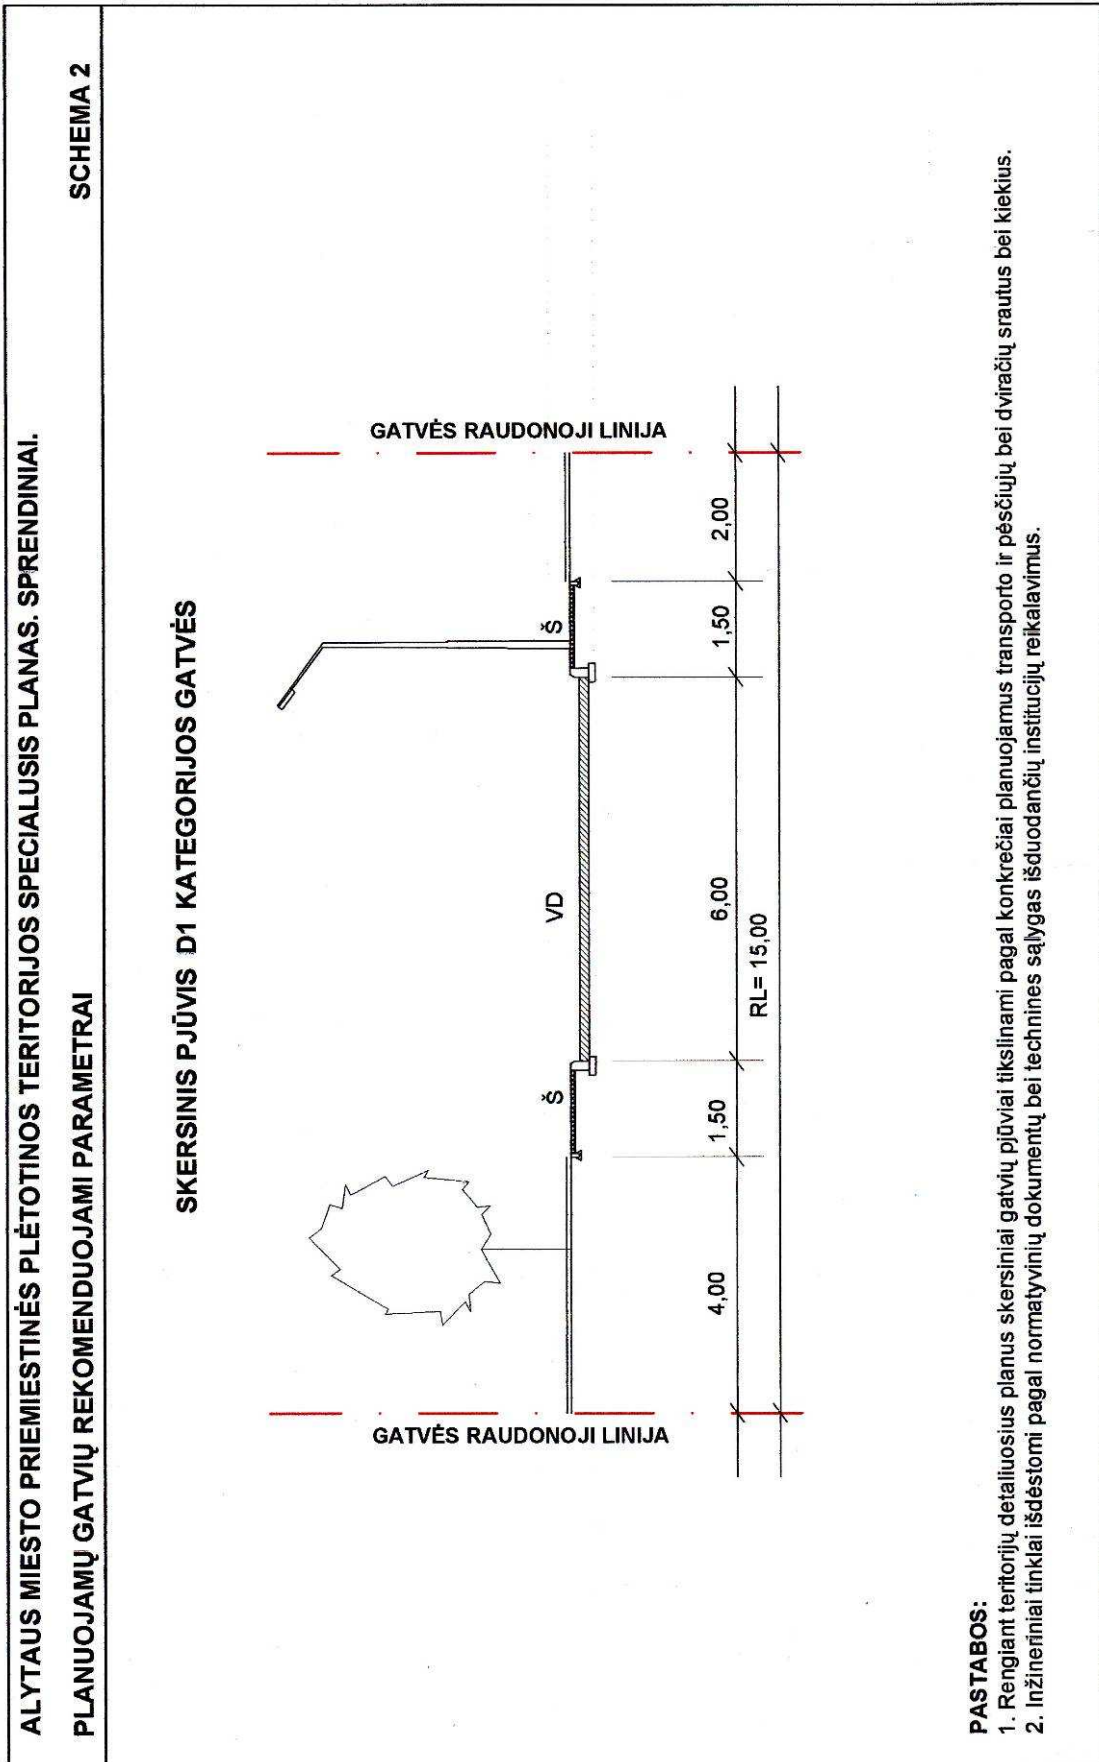 ALYTAUS MIESTO PRIEMIESTINĖS PLĖTOTINOS TERITORIJOS SPECIALUSIS PLANAS. SPRENDINIAI.
PLANUOJAMŲ GATVIŲ REKOMENDUOJAMI PARAMETRAI
SCHEMA 2
SKERSINIS PJŪVIS D1 KATEGORIJOS GATVĖS
GATVĖS RAUDONOJI LINIJA
GATVĖS RAUDONOJI LINIJA
Š
VD
Š
4,00
1,50
6,00
1,50
2,00
RL= 15,00
PASTABOS:
1. Rengiant teritorijų detaliuosius planus skersiniai gatvių pjūviai tikslinami pagal konkrečiai planuojamus transporto ir pėsčiųjų bei dviračių srautus bei kiekius.
2. Inžineriniai tinklai išdėstomi pagal normatyvinių dokumentų bei technines sąlygas išduodančių institucijų reikalavimus.